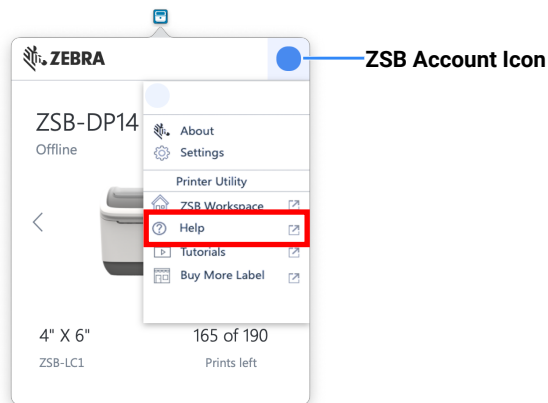 ZEBRA
ZSB Account Icon
ZSB-DP14
Offline
About
Settings
Printer Utility
ZSB Workspace
Help
Tutorials
Buy More Label
4" X 6"
165 of 190
ZSB-LC1
Prints left